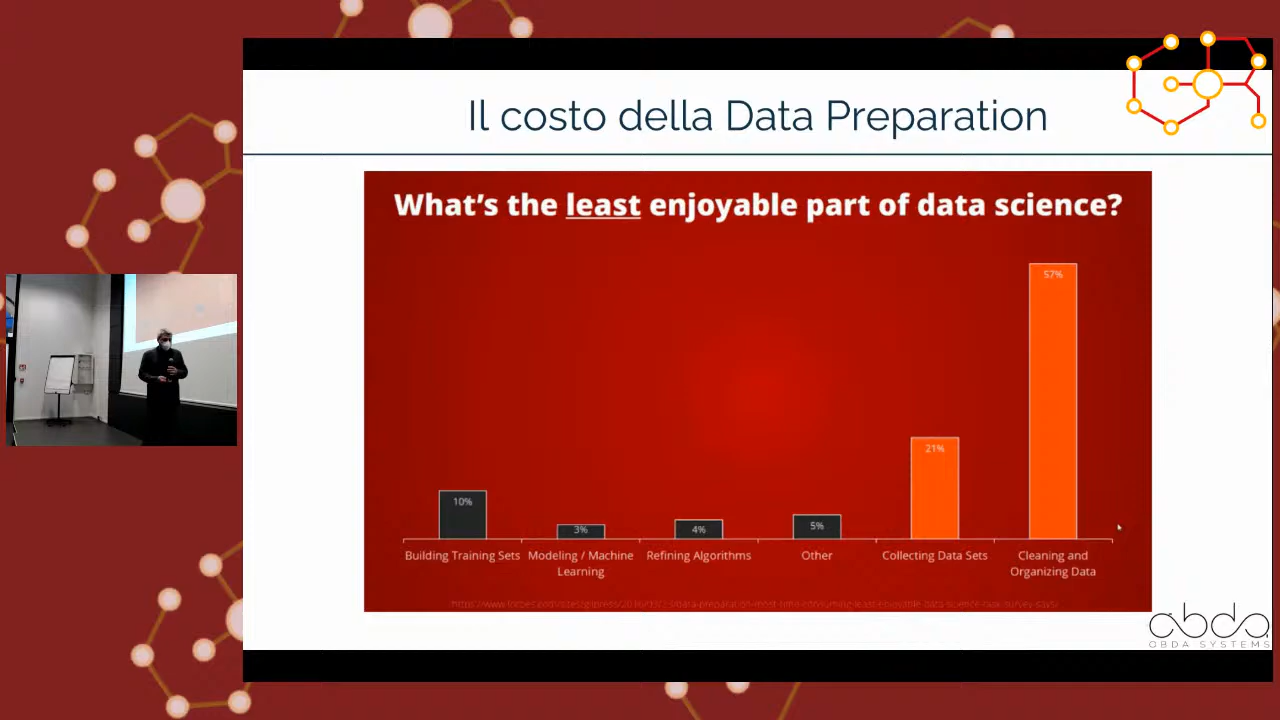 Il costo della Data Preparation
What's the least enjoyable part of data science?
57%
21%
10%
3%
4%
5%
Building Training Sets
Modeling / Machine
Learning
Refining Algorithms
Other
Collecting Data Sets
Cleaning and
Organizing Data
obda
OBDA SYSTEMS